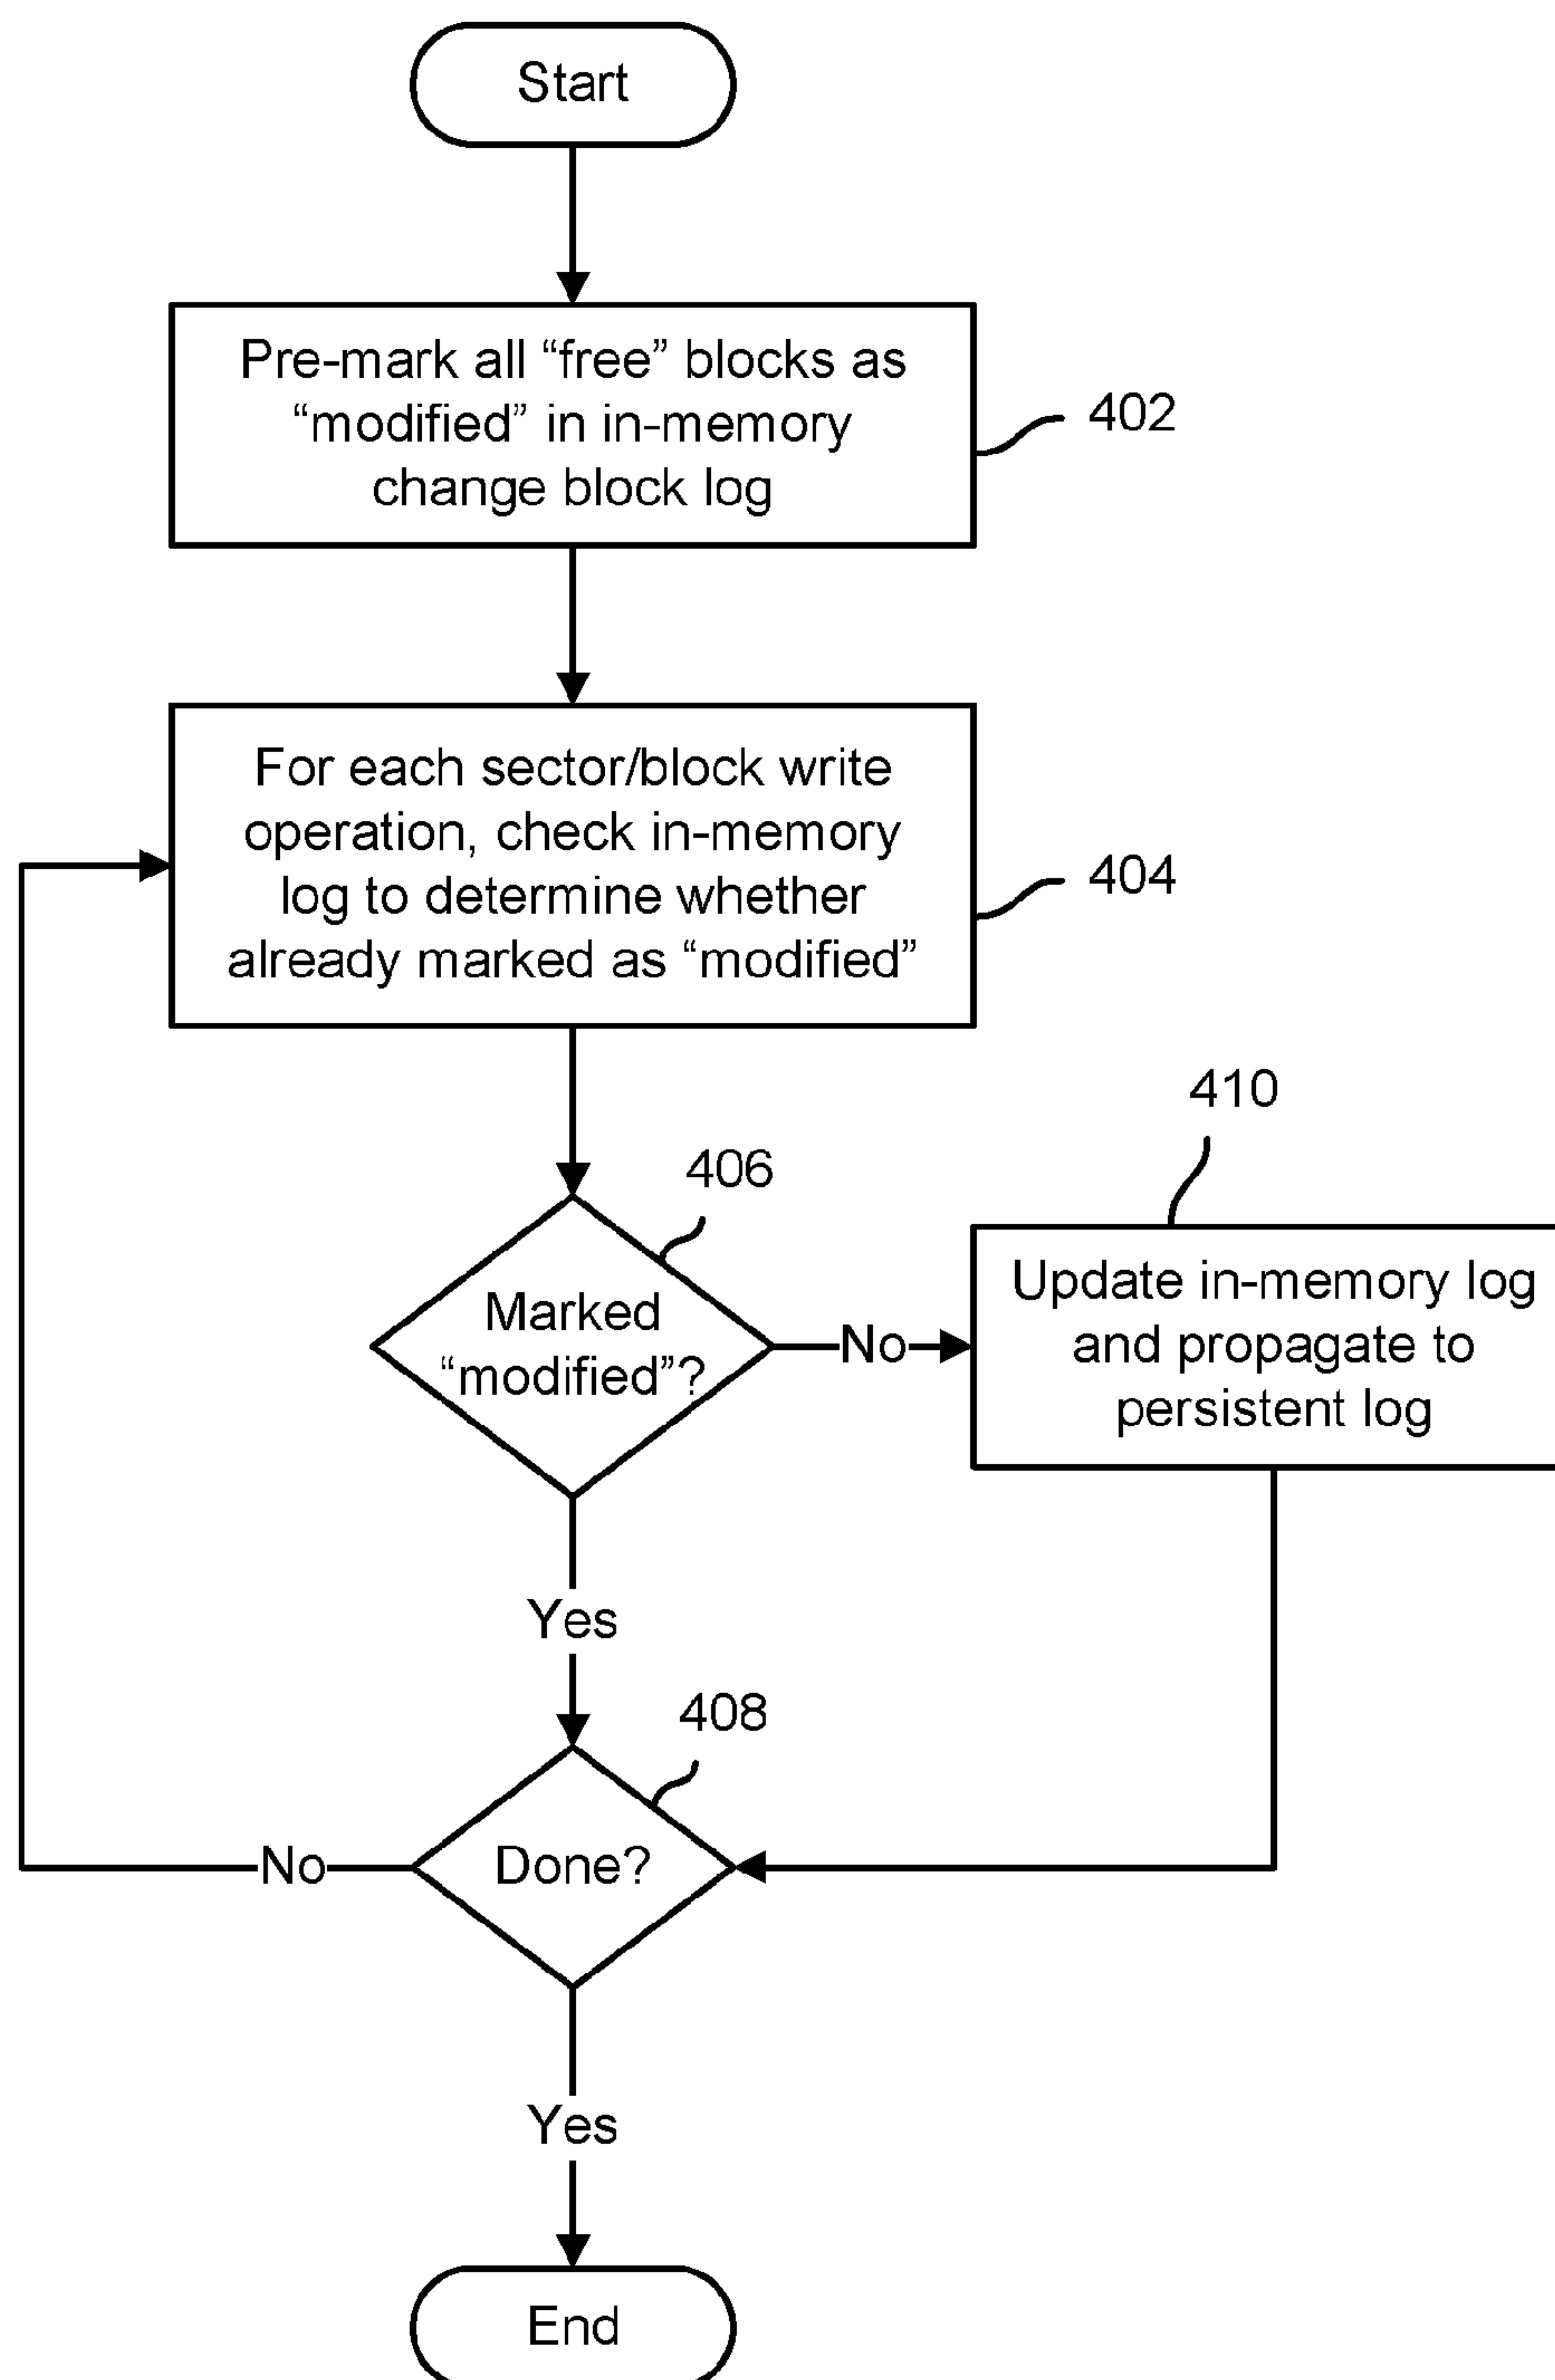 Start
Pre-mark all “free” blocks as
“modified” in in-memory
change block log
402
For each sector/block write
operation, check in-memory
log to determine whether
already marked as “modified”
404
410
406
Marked
“modified”?
No
Update in-memory log
and propagate to
persistent log
Yes
408
No
Done?
Yes
End